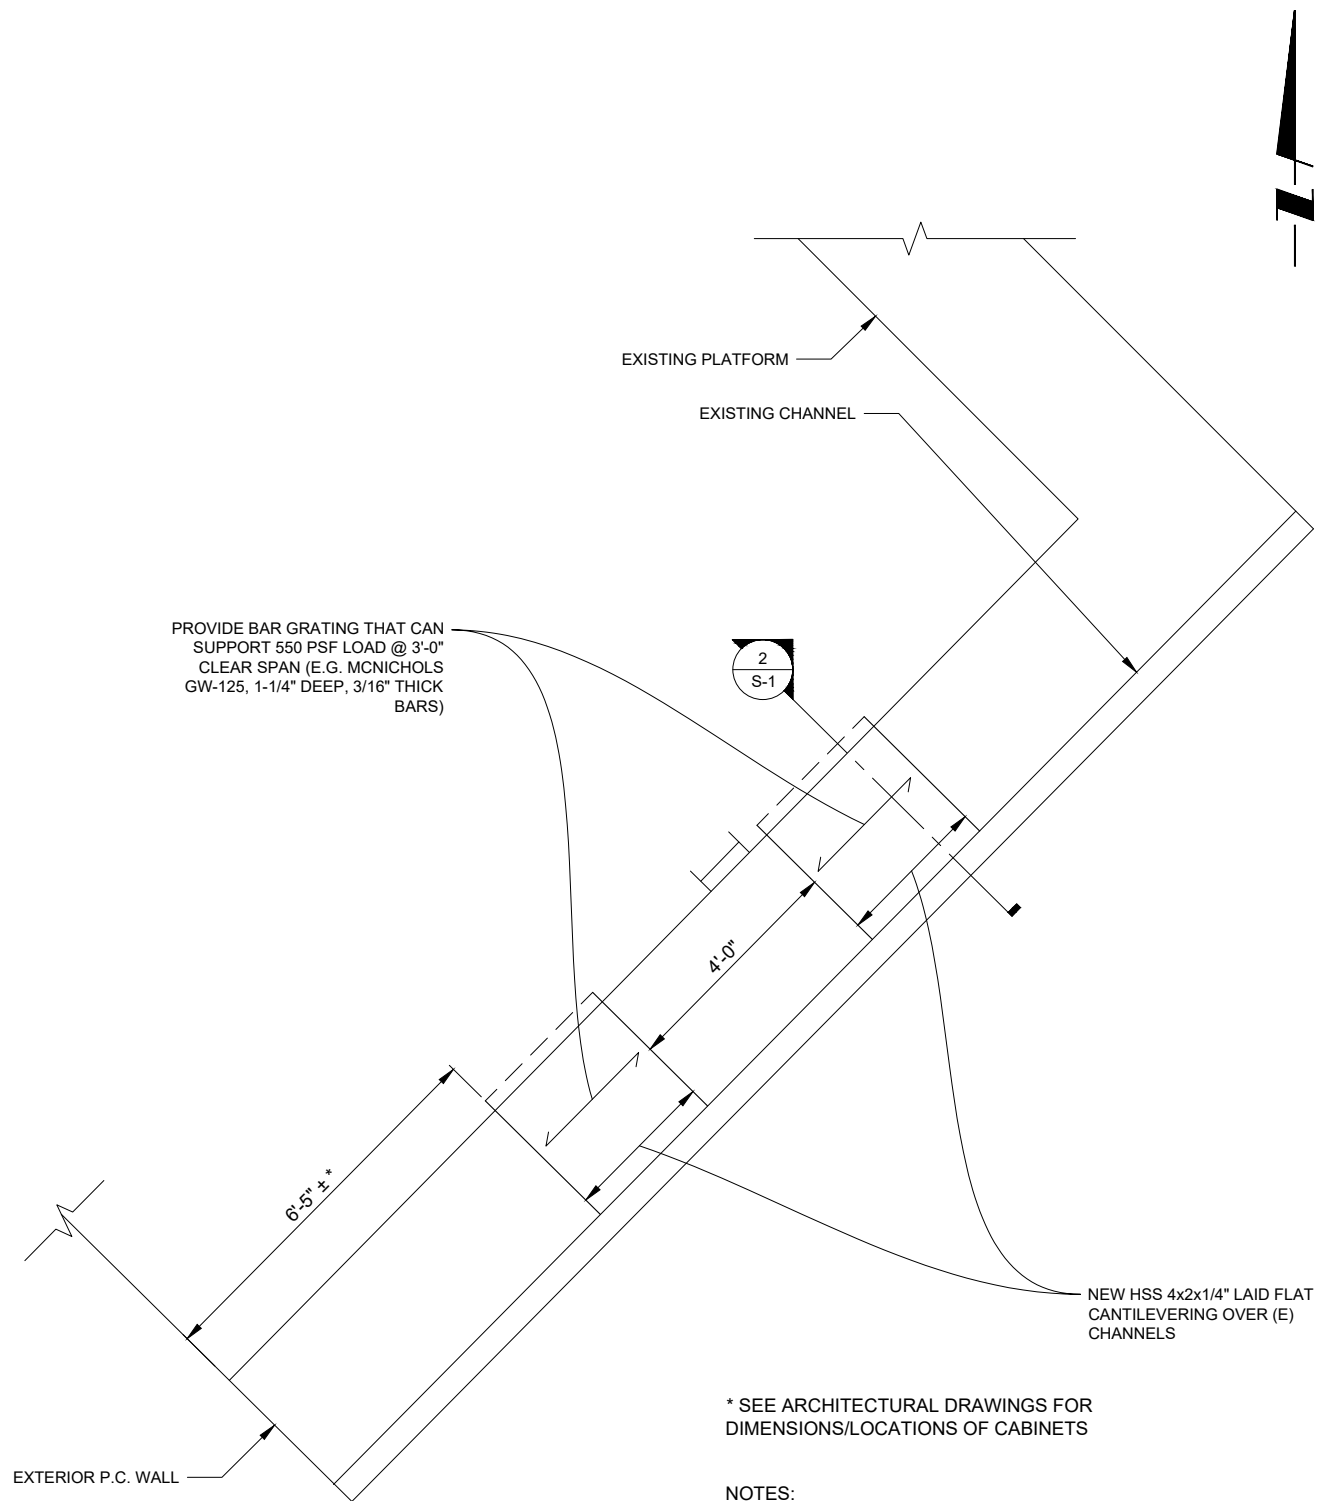 N
EXISTING PLATFORM
EXISTING CHANNEL
PROVIDE BAR GRATING THAT CAN
SUPPORT 550 PSF LOAD @ 3'-0"
CLEAR SPAN (E.G. MCNICHOLS
GW-125, 1-1/4" DEEP, 3/16" THICK
BARS)
2
S-1
4'-0"
6'-5" ± *
NEW HSS 4x2x1/4" LAID FLAT
CANTILEVERING OVER (E)
CHANNELS
* SEE ARCHITECTURAL DRAWINGS FOR
DIMENSIONS/LOCATIONS OF CABINETS
EXTERIOR P.C. WALL
NOTES: